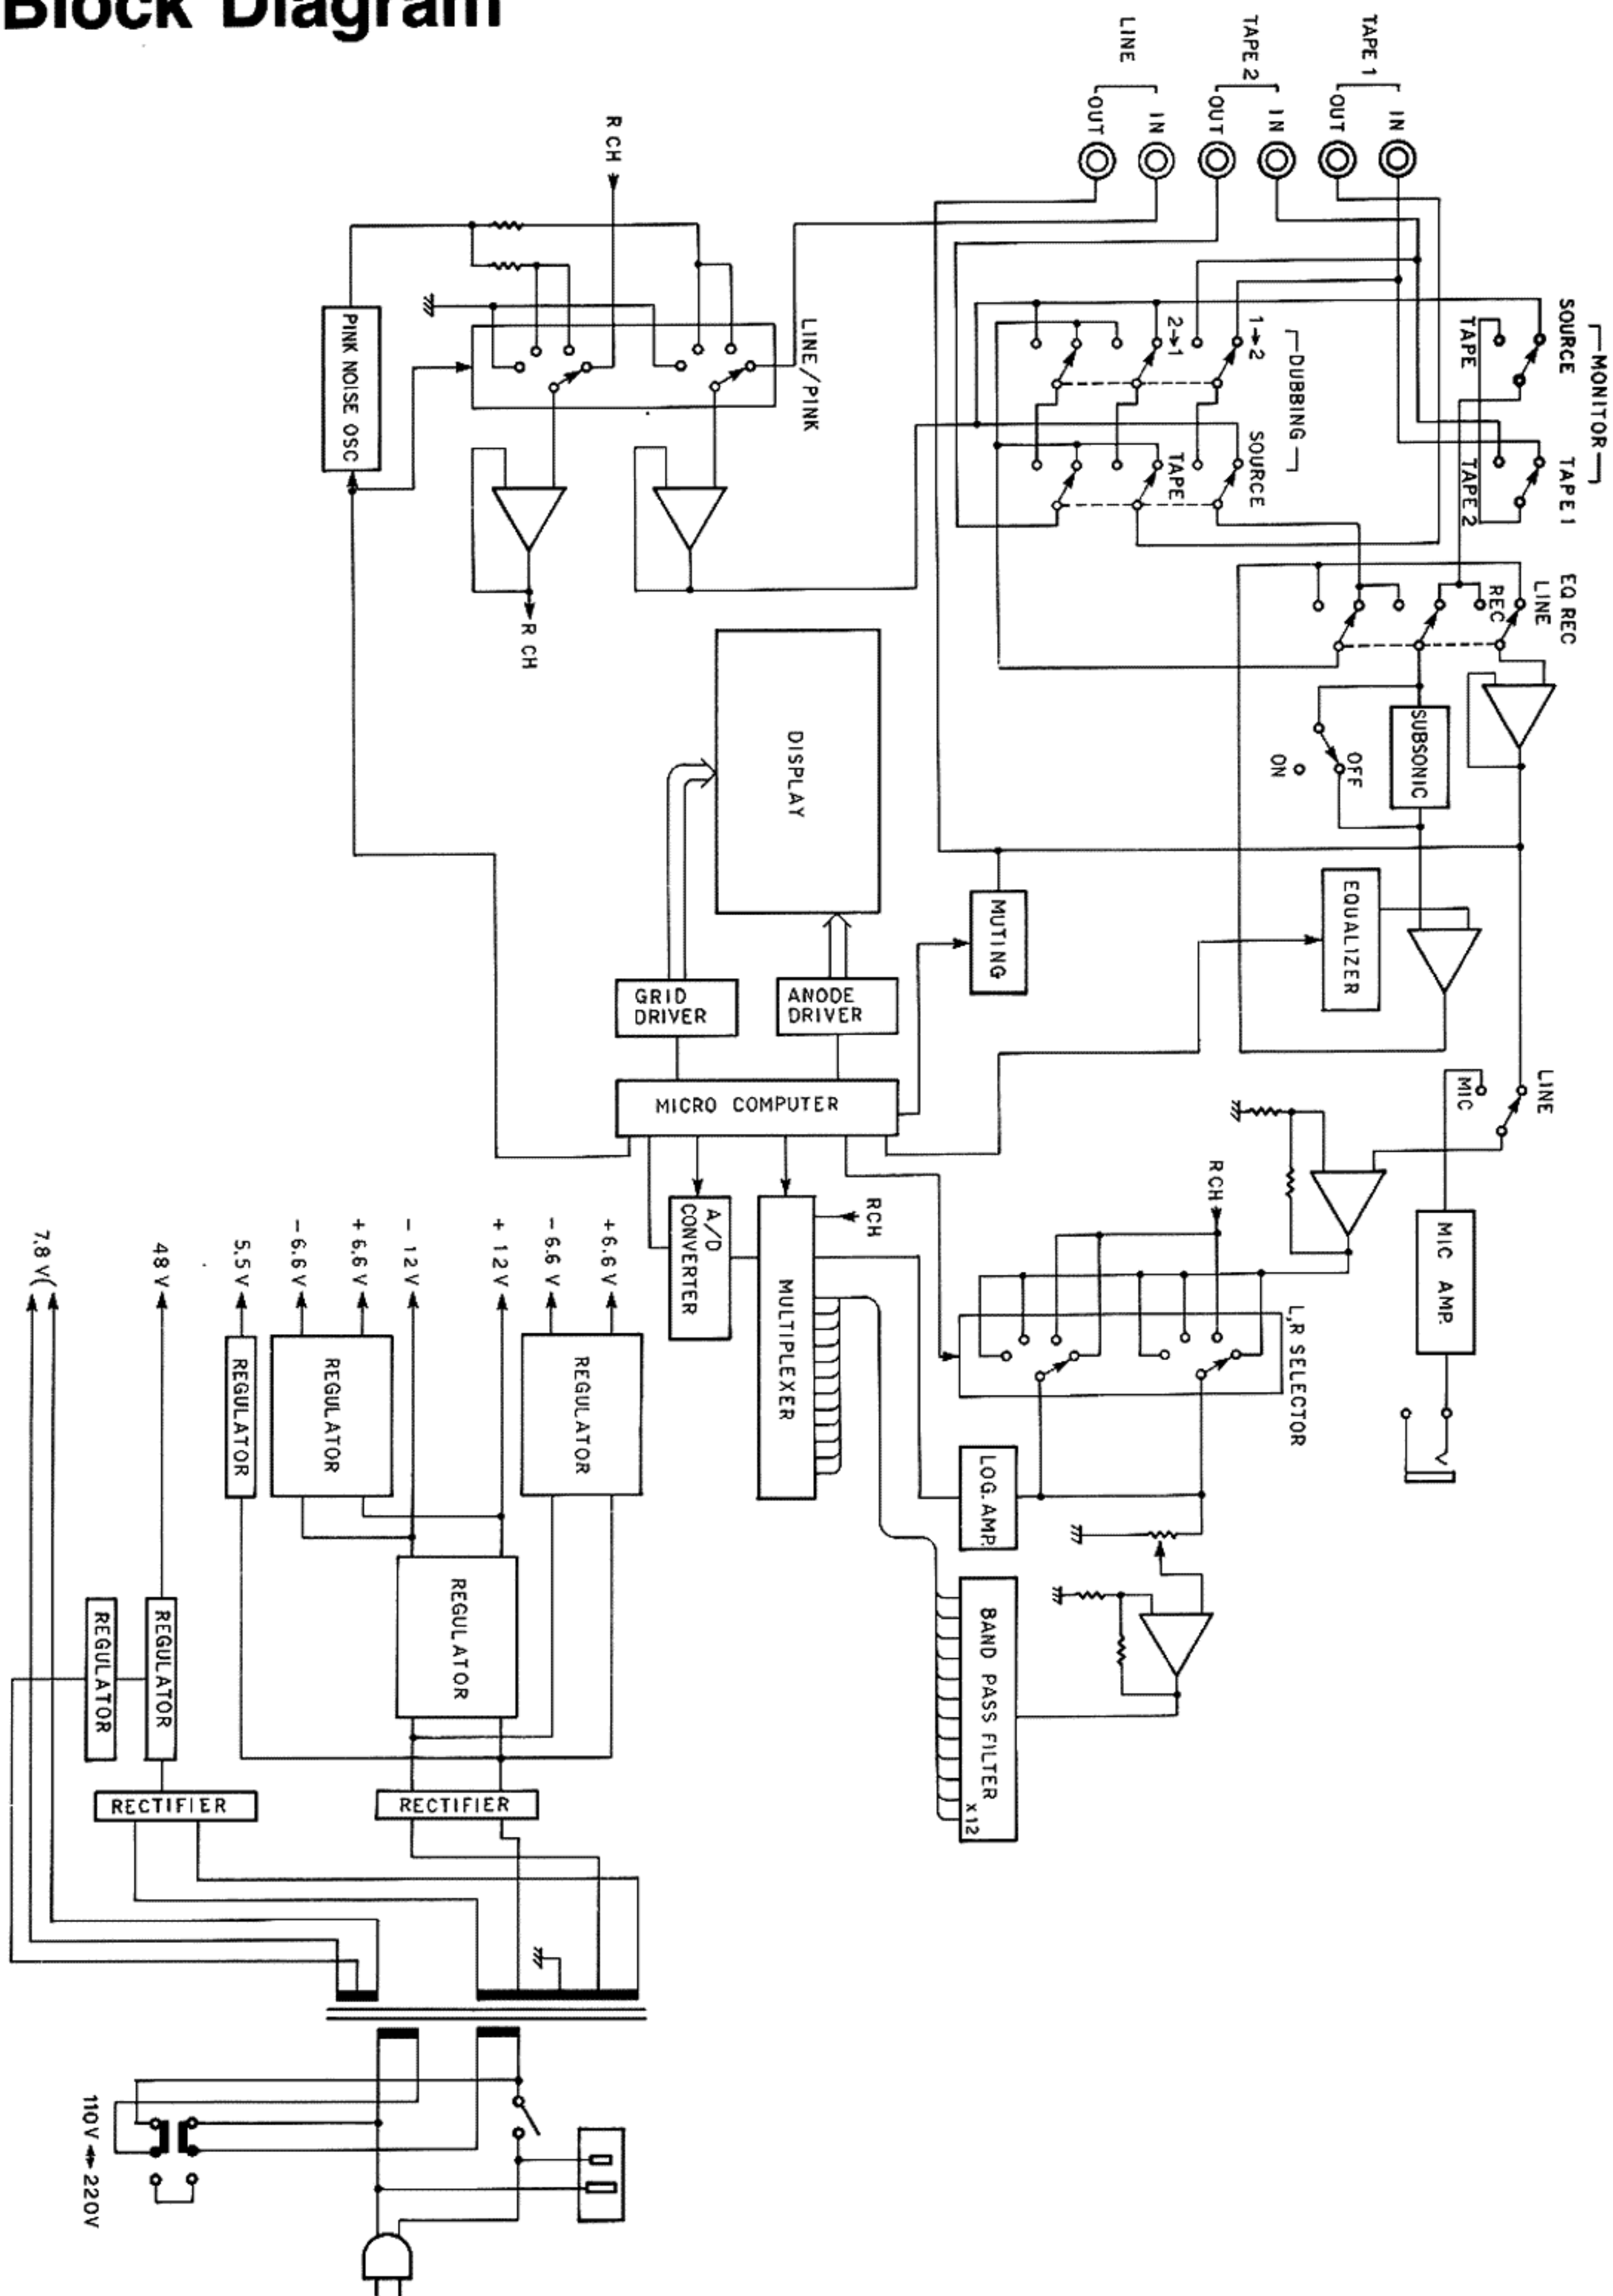 Block Diagram
LINE
TAPE 2
TAPE 1
OUT
IN
OUT
IN
OUT
IN
R CH
MONITOR
SOURCE
TAPE
TAPE 1
TAPE 2
1→2
2→1
DUBBING
SOURCE
TAPE
LINE/PINK
PINK NOISE OSC
EQ REC
LINE
REC
R CH
SUBSONIC
OFF
ON
DISPLAY
EQUALIZER
MUTING
GRID
DRIVER
ANODE
DRIVER
MICRO COMPUTER
LINE
MIC
MIC AMP.
RCH
RCH
A/D
CONVERTER
MULTIPLEXER
L,R SELECTOR
7.8 V(
48 V
5.5 V
- 6.6 V
+ 6.6 V
- 12 V
+ 12 V
- 6.6 V
+ 6.6 V
REGULATOR
REGULATOR
REGULATOR
LOG. AMP.
REGULATOR
BAND PASS FILTER
X12
REGULATOR
REGULATOR
RECTIFIER
RECTIFIER
110V ↔ 220V